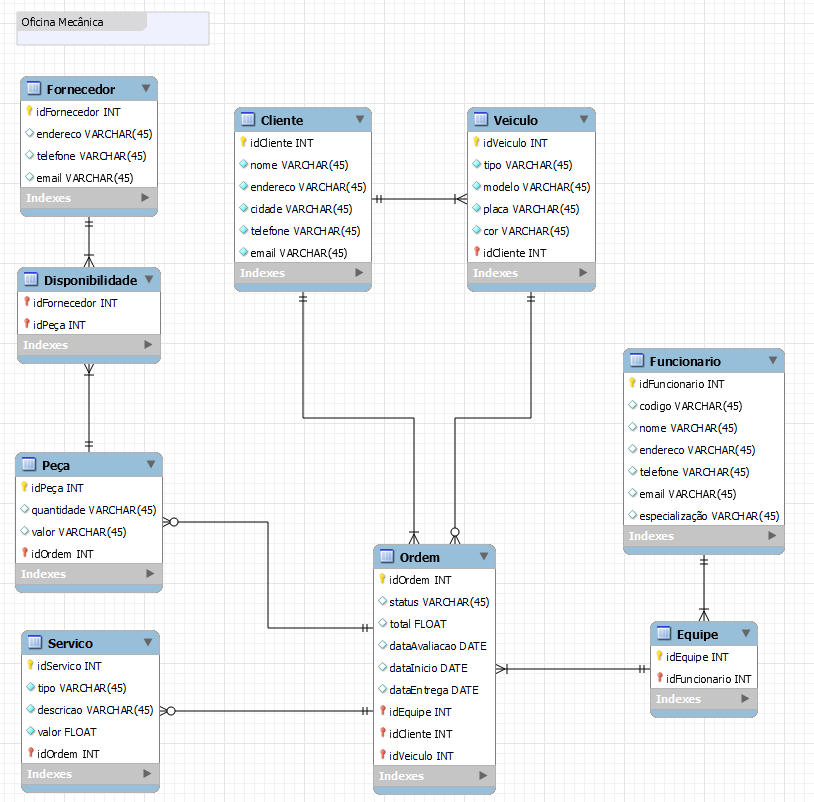 Oficina Mecânica
Fornecedor
idFornecedor INT
endereco VARCHAR(45)
telefone VARCHAR(45)
email VARCHAR(45)
Indexes
Disponibilidade
idFornecedor INT
idPeça INT
Indexes
Peça
idPeça INT
quantidade VARCHAR(45)
valor VARCHAR(45)
idOrdem INT
Indexes
Servico
idServico INT
tipo VARCHAR(45)
descricao VARCHAR(45)
valor FLOAT
idOrdem INT
Indexes
Cliente
idCliente INT
nome VARCHAR(45)
endereco VARCHAR(45)
cidade VARCHAR(45)
telefone VARCHAR(45)
email VARCHAR(45)
Indexes
Veiculo
idVeiculo INT
tipo VARCHAR(45)
modelo VARCHAR(45)
placa VARCHAR(45)
cor VARCHAR(45)
idCliente INT
Indexes
Ordem
idOrdem INT
status VARCHAR(45)
total FLOAT
dataAvaliacao DATE
dataInicio DATE
dataEntrega DATE
idEquipe INT
idCliente INT
idVeiculo INT
Indexes
Funcionario
idFuncionario INT
codigo VARCHAR(45)
nome VARCHAR(45)
endereco VARCHAR(45)
telefone VARCHAR(45)
email VARCHAR(45)
especialização VARCHAR(45)
Indexes
Equipe
idEquipe INT
idFuncionario INT
Indexes